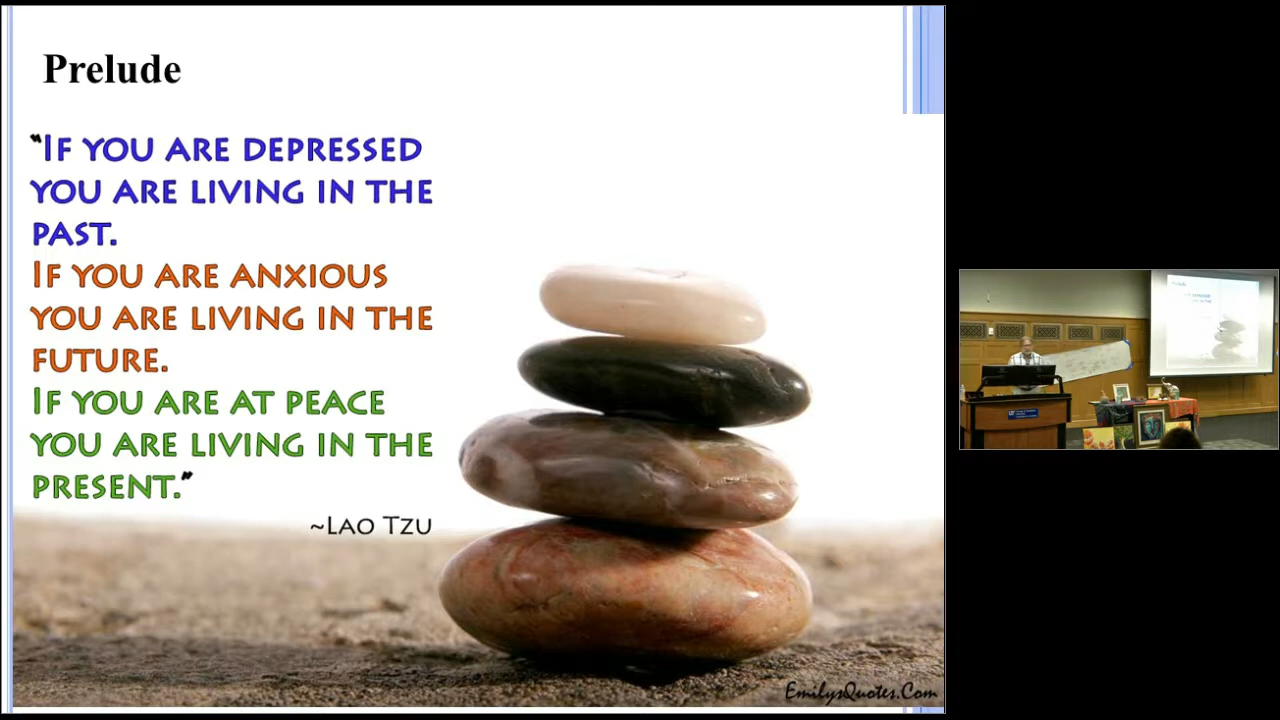 Prelude
"IF YOU ARE DEPRESSED
YOU ARE LIVING IN THE
PAST.
IF YOU ARE ANXIOUS
YOU ARE LIVING IN THE
FUTURE.
IF YOU ARE AT PEACE
YOU ARE LIVING IN THE
PRESENT."
~LAO TZU
EmilysQuotes.Com
Prelude